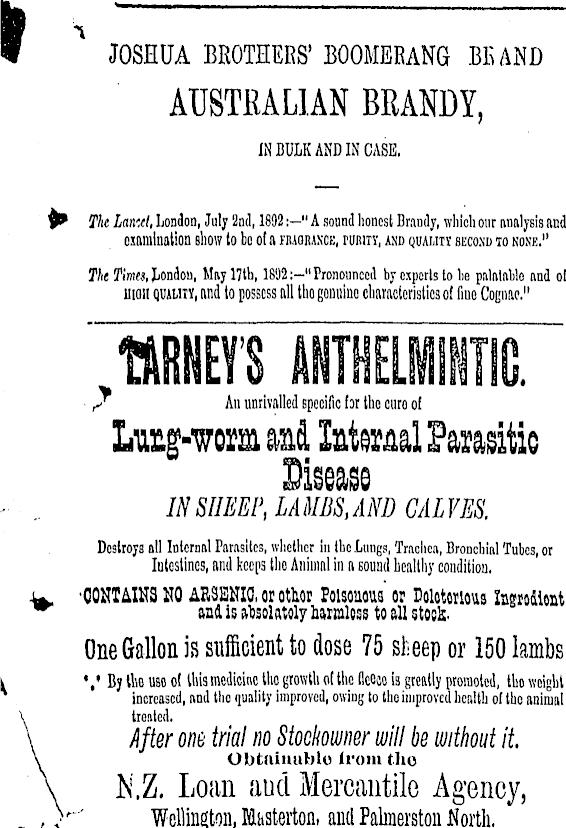 JOSHUA BROTHERS' BOOMERANG BRAND
AUSTRALIAN BRANDY,
IN BULK AND IN CASE.
The Lancet, London, July 2nd, 1892:—"A sound honest Brandy, which our analysis and
examination show to be of a FRAGRANCE, PURITY, AND QUALITY SECOND TO NONE."
The Times, London, May 17th, 1892:—"Pronounced by experts to be palatable and of
HIGH QUALITY, and to possess all the genuine characteristics of fine Cognac."
EARNEY'S ANTHELMINTIC.
An unrivalled specific for the cure of
Lung-worm and Internal Parasitic
Disease
IN SHEEP, LAMBS, AND CALVES.
Destroys all Internal Parasites, whether in the Lungs, Trachea, Bronchial Tubes, or
Intestines, and keeps the Animal in a sound healthy condition.
CONTAINS NO ARSENIC, or other Poisonous or Deleterious Ingredient
and is absolutely harmless to all stock.
One Gallon is sufficient to dose 75 sheep or 150 lambs
*.* By the use of this medicine the growth of the fleece is greatly promoted, the weight
increased, and the quality improved, owing to the improved health of the animal
treated.
After one trial no Stockowner will be without it.
Obtainable from the
N.Z. Loan and Mercantile Agency,
Wellington, Masterton, and Palmerston North.